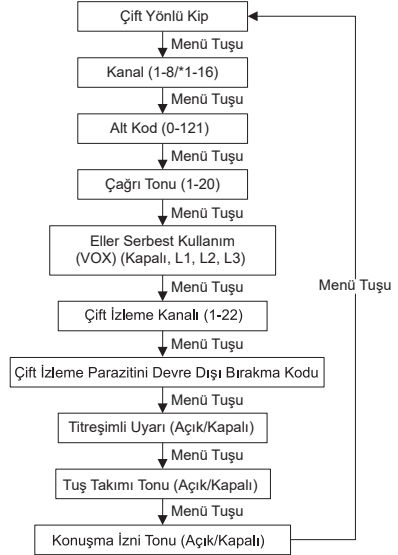 Çift Yönlü Kip
Menü Tuşu
Kanal (1-8/*1-16)
Menü Tuşu
Alt Kod (0-121)
Menü Tuşu
Çağrı Tonu (1-20)
Menü Tuşu
Eller Serbest Kullanım
(VOX) (Kapalı, L1, L2, L3)
Menü Tuşu
Menü Tuşu
Çift İzleme Kanalı (1-22)
Menü Tuşu
Çift İzleme Parazitini Devre Dışı Bırakma Kodu
Menü Tuşu
Titreşimli Uyarı (Açık/Kapalı)
Menü Tuşu
Tuş Takımı Tonu (Açık/Kapalı)
Menü Tuşu
Konuşma İzni Tonu (Açık/Kapalı)